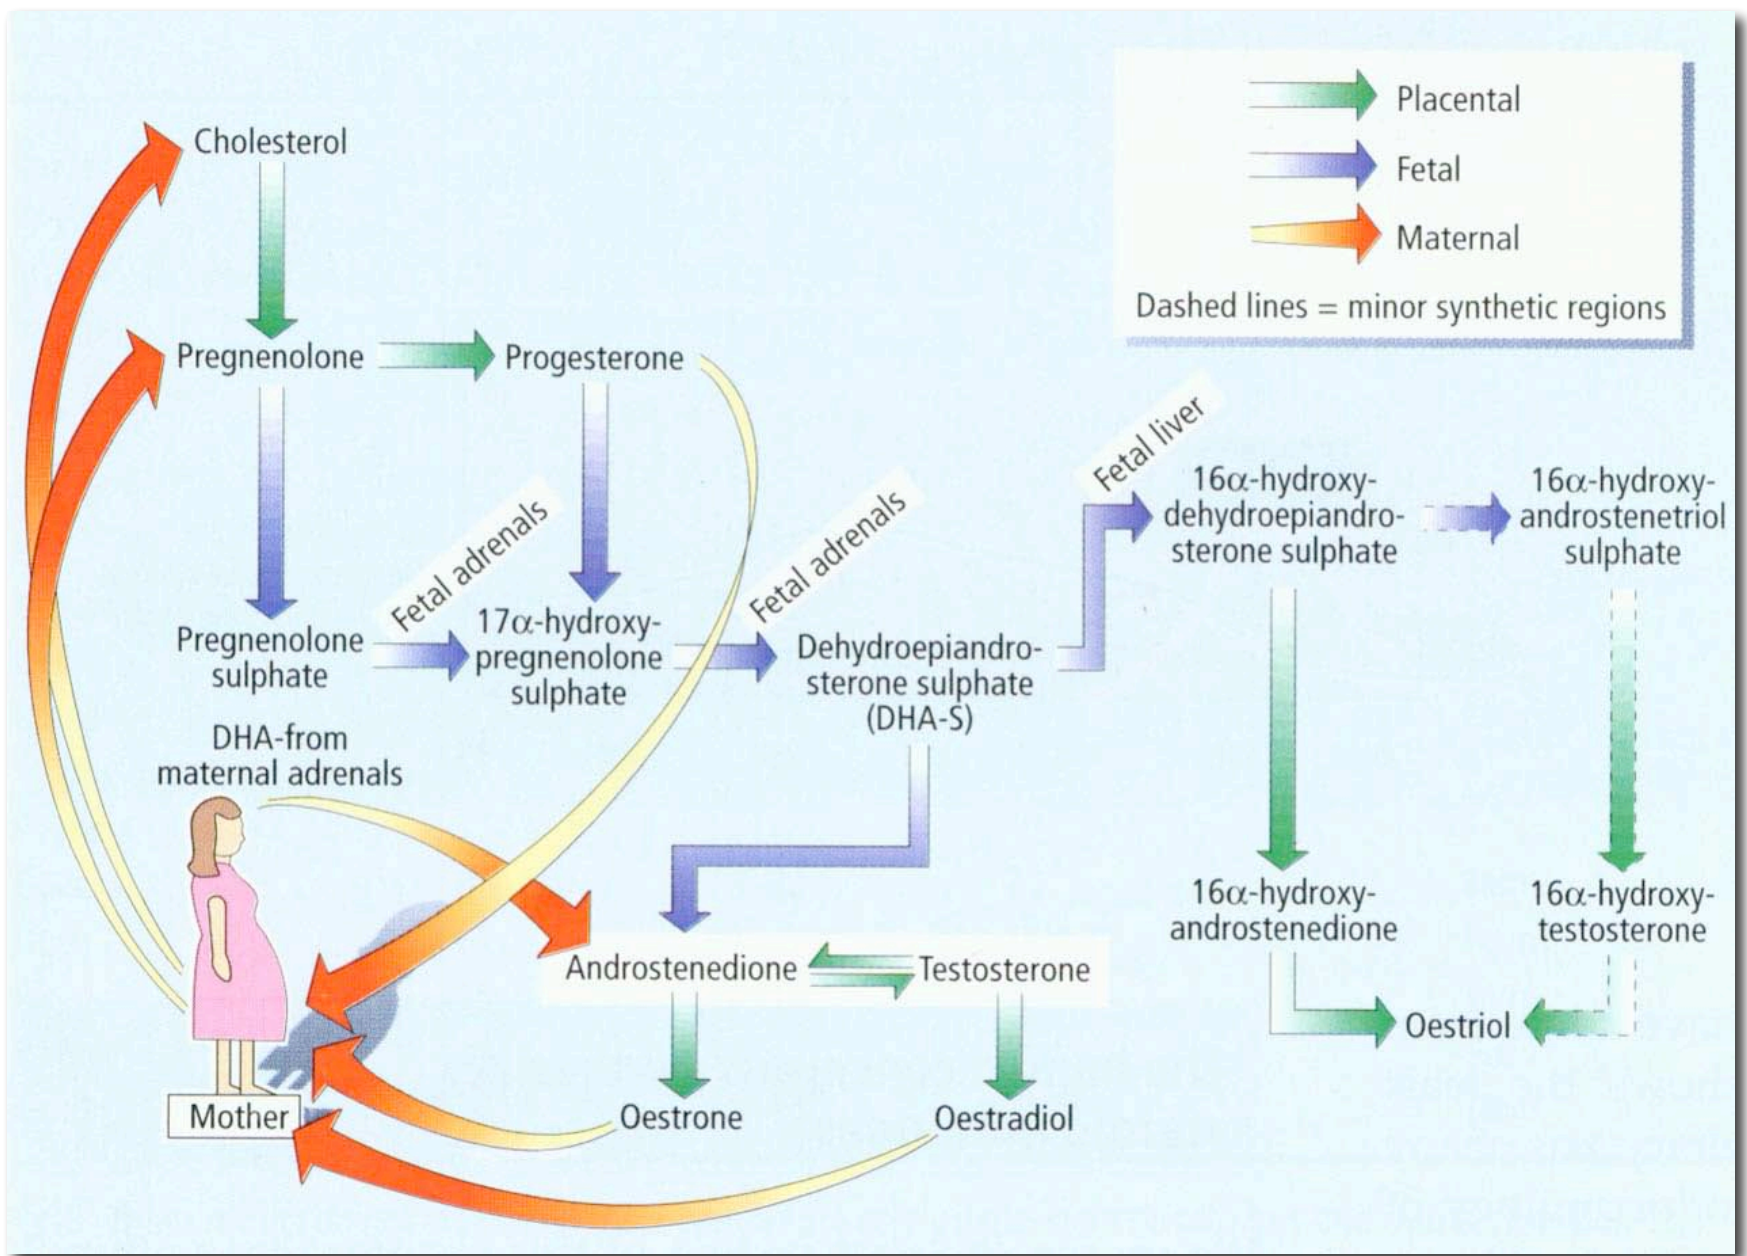 Placental
Fetal
Maternal
Dashed lines = minor synthetic regions
Cholesterol
Pregnenolone
Progesterone
Fetal adrenals
Fetal adrenals
Fetal liver
Pregnenolone
sulphate
17α-hydroxy-
pregnenolone
sulphate
Dehydroepiandro-
sterone sulphate
(DHA-S)
16α-hydroxy-
dehydroepiandro-
sterone sulphate
16α-hydroxy-
androstenetriol
sulphate
DHA-from
maternal adrenals
16α-hydroxy-
androstenedione
16α-hydroxy-
testosterone
Androstenedione
Testosterone
Oestriol
Mother
Oestrone
Oestradiol